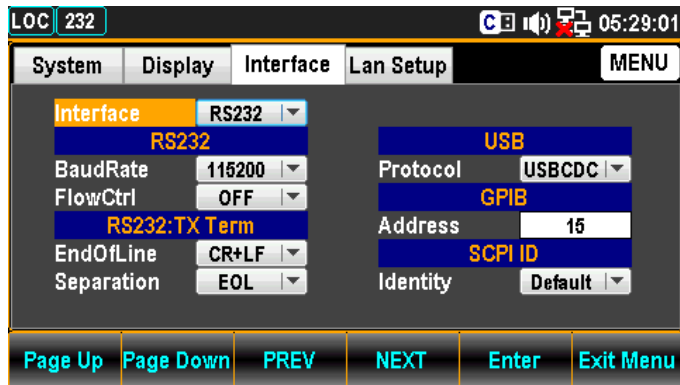 LOC 232 C 05:29:01
System Display Interface Lan Setup MENU
Interface RS232
RS232 USB
BaudRate 115200 Protocol USBCDC
FlowCtrl OFF GPIB
RS232:TX Term Address 15
EndOfLine CR+LF SCPI ID
Separation EOL Identity Default
Page Up Page Down PREV NEXT Enter Exit Menu